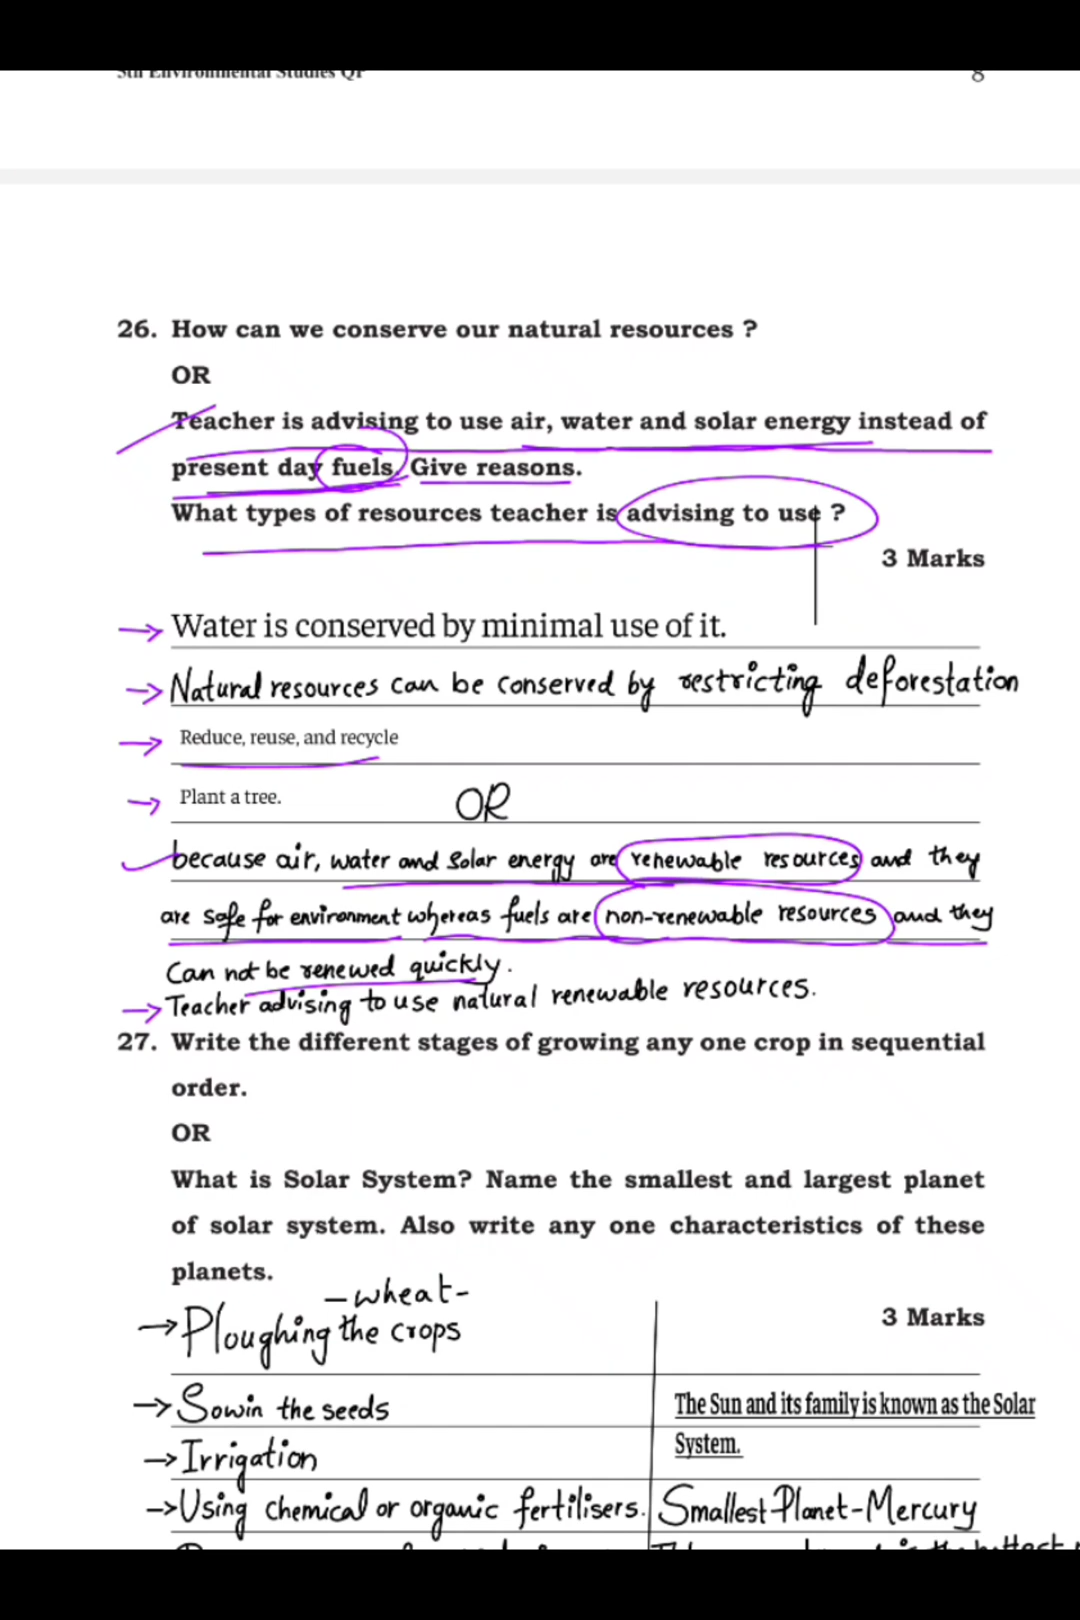 5th Environmental Studies QP 8
26. How can we conserve our natural resources ?
OR
Teacher is advising to use air, water and solar energy instead of
present day fuels. Give reasons.
What types of resources teacher is advising to use ?
3 Marks
→ Water is conserved by minimal use of it.
→ Natural resources can be conserved by restricting deforestation
→ Reduce, reuse, and recycle
→ Plant a tree.
OR
because air, water and solar energy are renewable resources and they
are safe for environment whereas fuels are non-renewable resources and they
Can not be renewed quickly.
→ Teacher advising to use natural renewable resources.
27. Write the different stages of growing any one crop in sequential
order.
OR
What is Solar System? Name the smallest and largest planet
of solar system. Also write any one characteristics of these
planets.
– wheat –
3 Marks
→ Ploughing the crops
→ Sowin the seeds
The Sun and its family is known as the Solar
System.
→ Irrigation
→ Using chemical or organic fertilisers.
Smallest Planet - Mercury